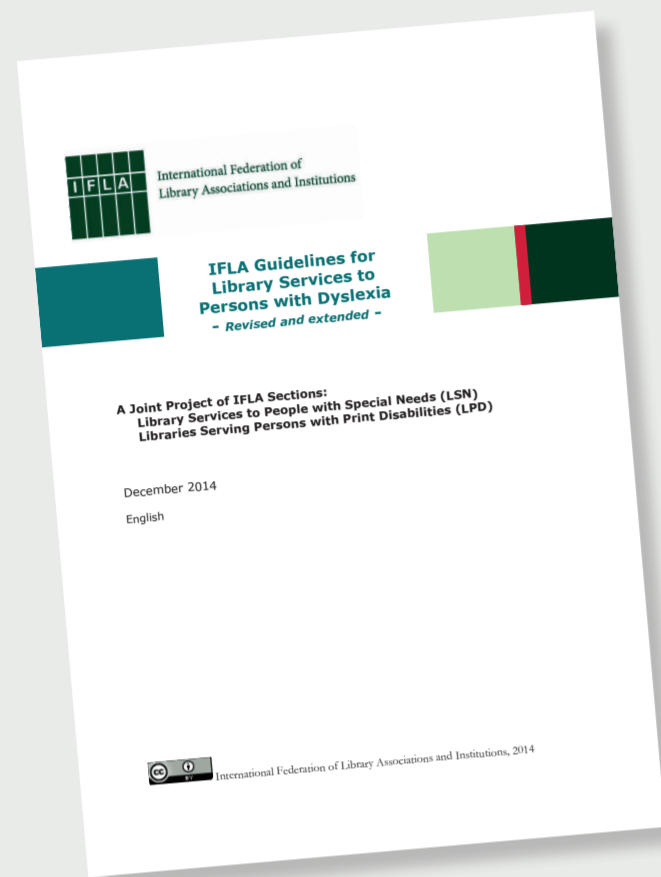 IFLA
International Federation of
Library Associations and Institutions
IFLA Guidelines for
Library Services to
Persons with Dyslexia
– Revised and extended –
A Joint Project of IFLA Sections:
Library Services to People with Special Needs (LSN)
Libraries Serving Persons with Print Disabilities (LPD)
December 2014
English
cc
BY
International Federation of Library Associations and Institutions, 2014